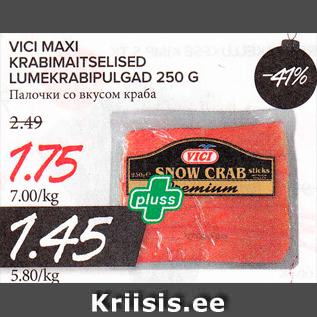 VICI MAXI
KRABIMAITSELISED
LUMEKRABIPULGAD 250 G
Палочки со вкусом краба
-41%
2.49
1.75
7.00/kg
VICI
250g e SNOW CRAB sticks
Premium
pluss
1.45
5.80/kg
Kriisis.ee